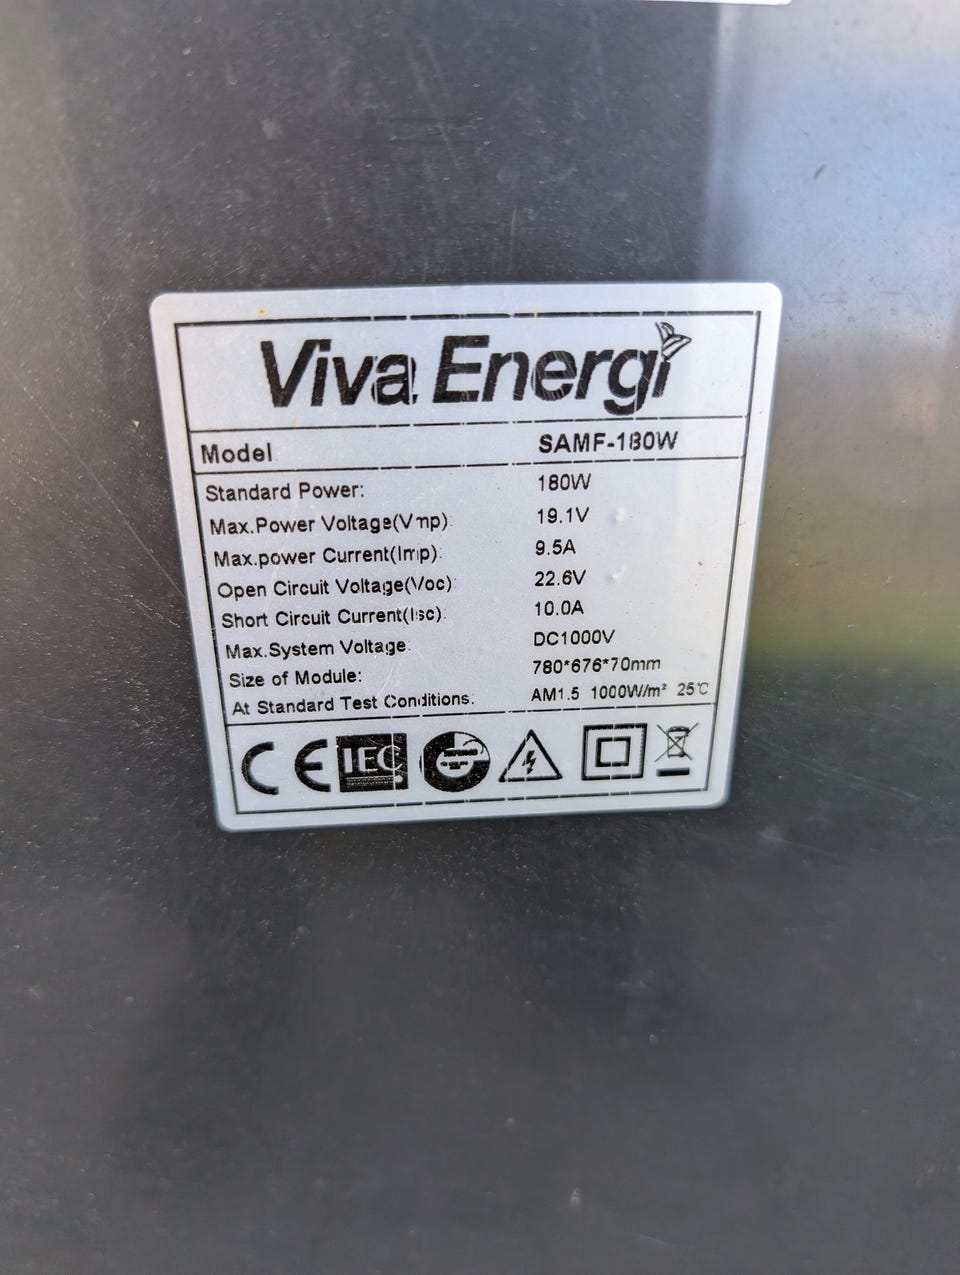 Viva Energi
Model SAMF-180W
Standard Power: 180W
Max.Power Voltage(Vmp): 19.1V
Max.power Current(Imp): 9.5A
Open Circuit Voltage(Voc): 22.6V
Short Circuit Current(Isc): 10.0A
Max.System Voltage: DC1000V
Size of Module: 780*676*70mm
At Standard Test Conditions: AM1.5 1000W/m² 25℃
CE IEC